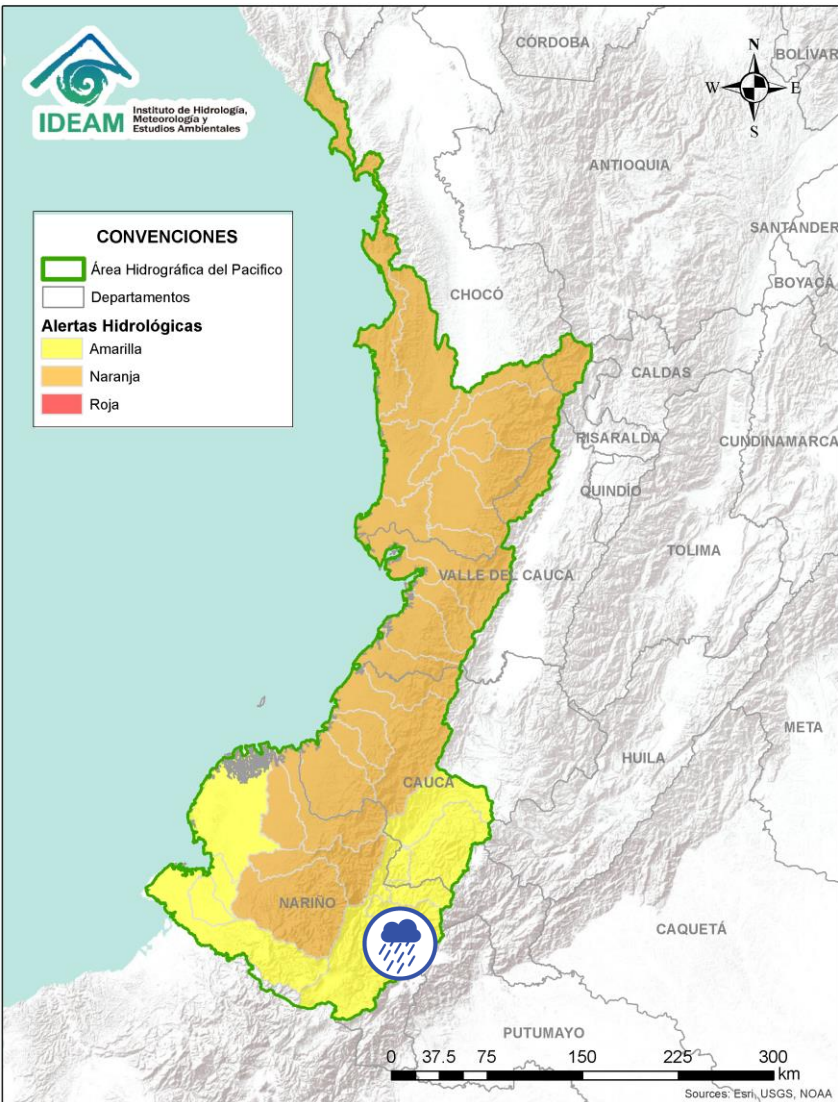 IDEAM
Instituto de Hidrología,
Meteorología y
Estudios Ambientales
N
W E
S
CONVENCIONES
Área Hidrográfica del Pacifico
Departamentos
Alertas Hidrológicas
Amarilla
Naranja
Roja
CÓRDOBA
BOLIVAR
ANTIOQUIA
SANTANDER
BOYACÁ
CHOCÓ
CALDAS
RISARALDA
CUNDINAMARCA
QUINDÍO
TOLIMA
VALLE DEL CAUCA
META
HUILA
CAUCA
NARIÑO
CAQUETÁ
PUTUMAYO
0 37.5 75 150 225 300
km
Sources: Esri, USGS, NOAA